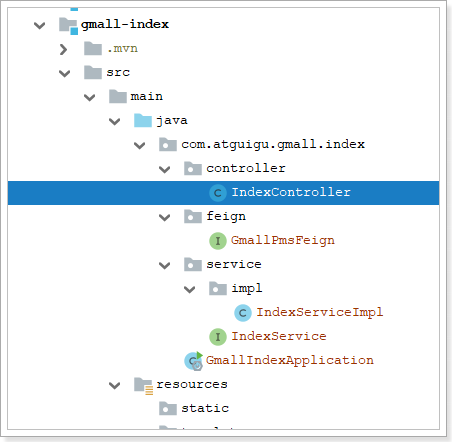 gmall-index
.mvn
src
main
java
com.atguigu.gmall.index
controller
IndexController
feign
GmallPmsFeign
service
impl
IndexServiceImpl
IndexService
GmallIndexApplication
resources
static